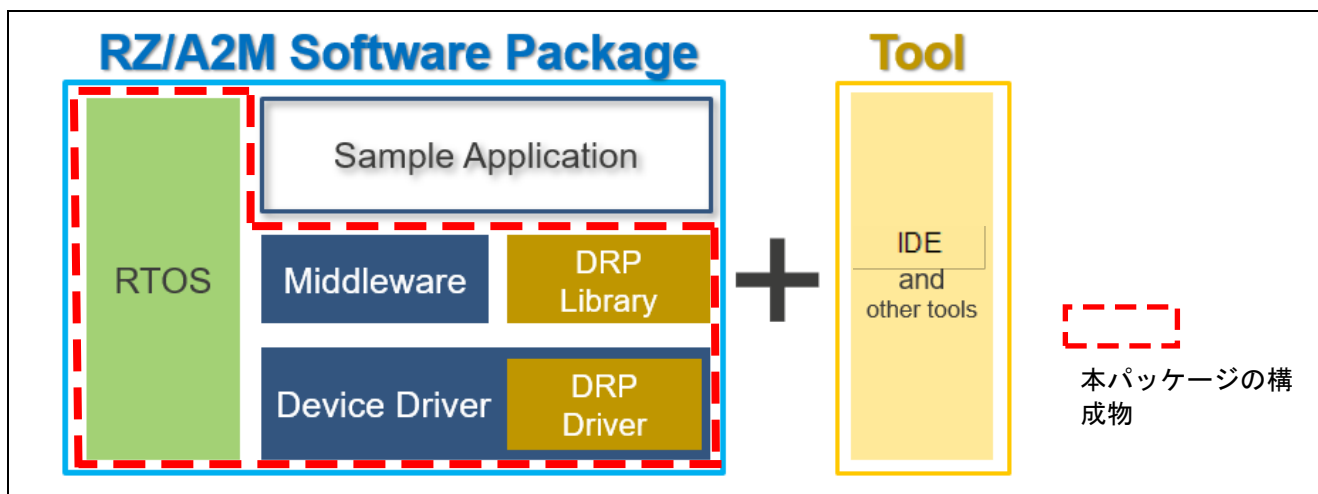 RZ/A2M Software Package
Tool
RTOS
Sample Application
Middleware
DRP
Library
Device Driver
DRP
Driver
IDE
and
other tools
本パッケージの構
成物